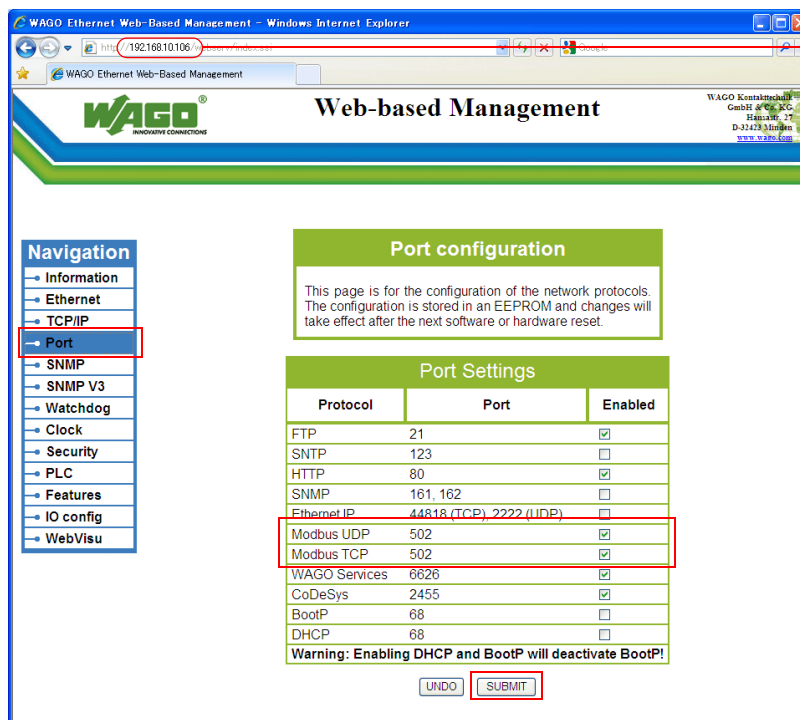 WAGO Ethernet Web-Based Management - Windows Internet Explorer
http://192.168.10.106/webserv/index.ssi
Google
WAGO Ethernet Web-Based Management
WAGO®
INNOVATIVE CONNECTIONS
Web-based Management
WAGO Kontakttechnik
GmbH & Co. KG
Hansastr. 27
D-32423 Minden
www.wago.com
Navigation
Information
Ethernet
TCP/IP
Port
SNMP
SNMP V3
Watchdog
Clock
Security
PLC
Features
IO config
WebVisu
Port configuration
This page is for the configuration of the network protocols.
The configuration is stored in an EEPROM and changes will
take effect after the next software or hardware reset.
Port Settings
Protocol Port Enabled
FTP 21
SNTP 123
HTTP 80
SNMP 161, 162
Ethernet IP 44818 (TCP), 2222 (UDP)
Modbus UDP 502
Modbus TCP 502
WAGO Services 6626
CoDeSys 2455
BootP 68
DHCP 68
Warning: Enabling DHCP and BootP will deactivate BootP!
UNDO SUBMIT